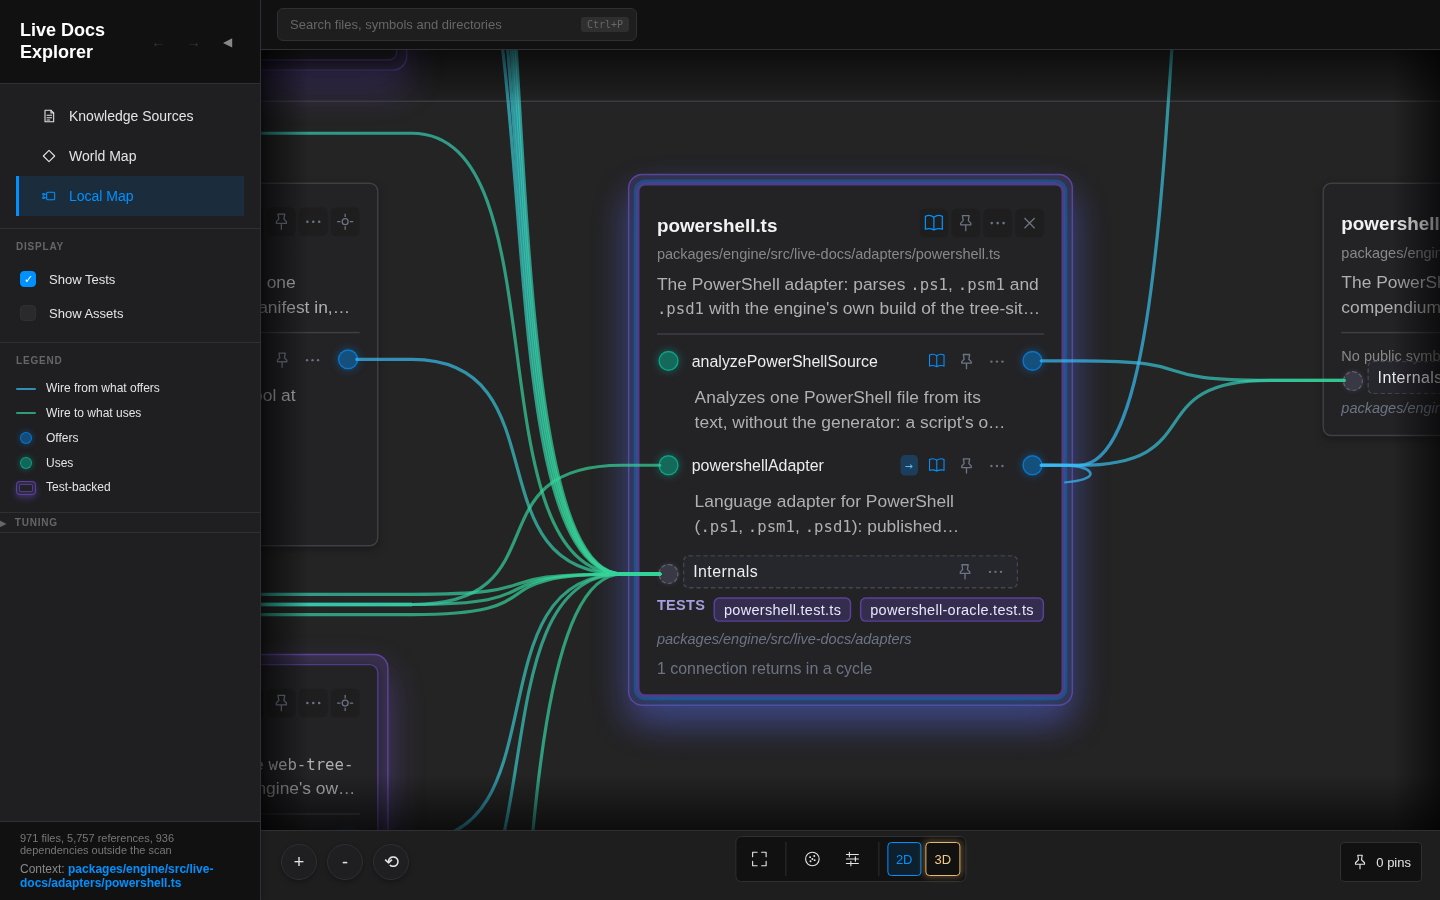 Live Docs
Explorer
Search files, symbols and directories
Ctrl+P
Knowledge Sources
World Map
Local Map
DISPLAY
Show Tests
Show Assets
LEGEND
Wire from what offers
Wire to what uses
Offers
Uses
Test-backed
TUNING
971 files, 5,757 references, 936
dependencies outside the scan
Context: packages/engine/src/live-
docs/adapters/powershell.ts
one
anifest in,…
ool at
web-tree-
ngine's ow…
powershell.ts
packages/engine/src/live-docs/adapters/powershell.ts
The PowerShell adapter: parses .ps1, .psm1 and
.psd1 with the engine's own build of the tree-sit…
analyzePowerShellSource
Analyzes one PowerShell file from its
text, without the generator: a script's o…
powershellAdapter
→
Language adapter for PowerShell
(.ps1, .psm1, .psd1): published…
Internals
TESTS powershell.test.ts powershell-oracle.test.ts
packages/engine/src/live-docs/adapters
1 connection returns in a cycle
powershell
packages/engin
The PowerS
compendium
No public symb
Internals
packages/engin
+ - ⟲
2D 3D
0 pins